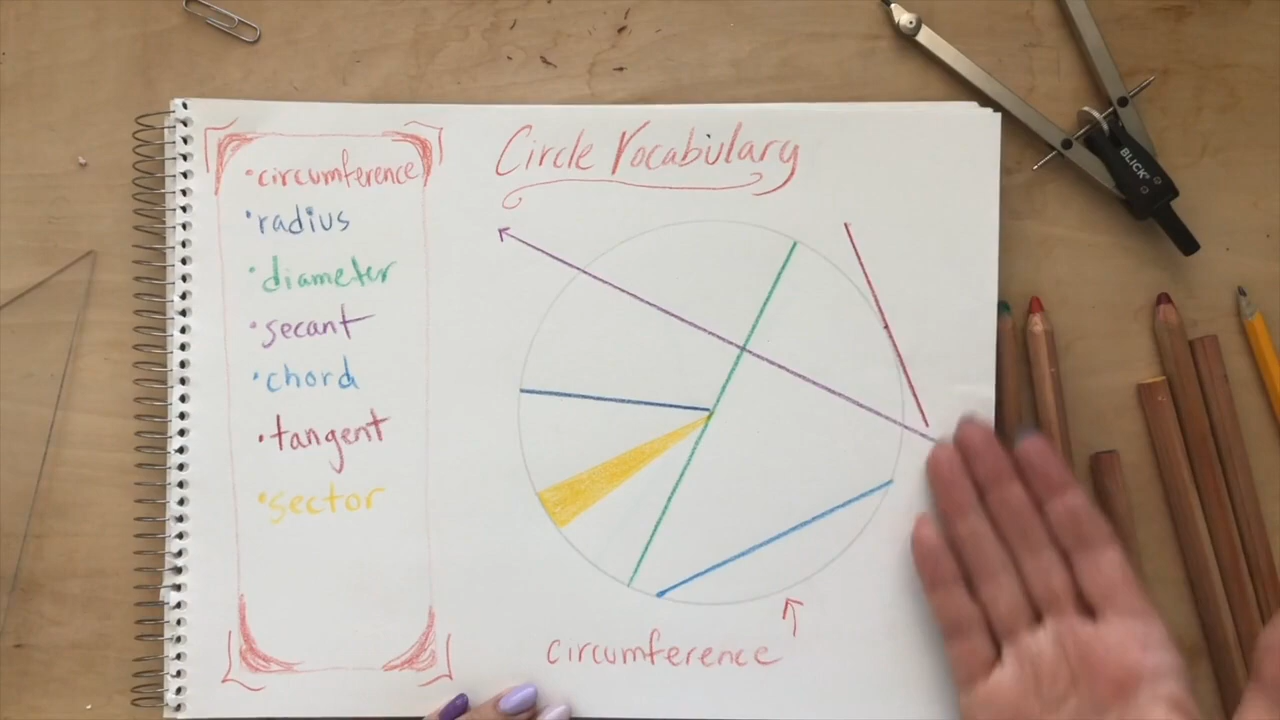 Circle Vocabulary
•circumference
•radius
•diameter
•secant
•chord
•tangent
•sector
circumference
BLICK